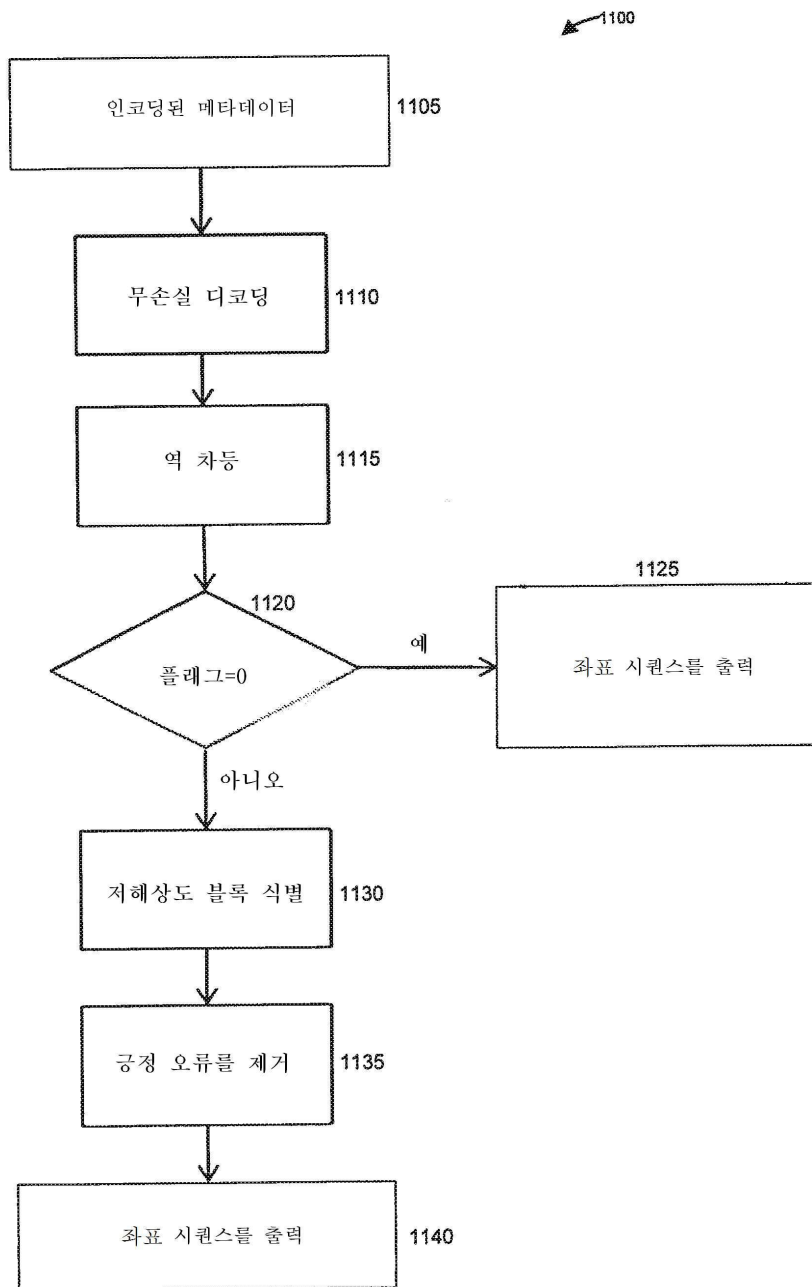 1100
인코딩된 메타데이터
1105
무손실 디코딩
1110
역 차등
1115
1120
플래그=0
예
1125
좌표 시퀀스를 출력
아니오
저해상도 블록 식별
1130
긍정 오류를 제거
1135
좌표 시퀀스를 출력
1140